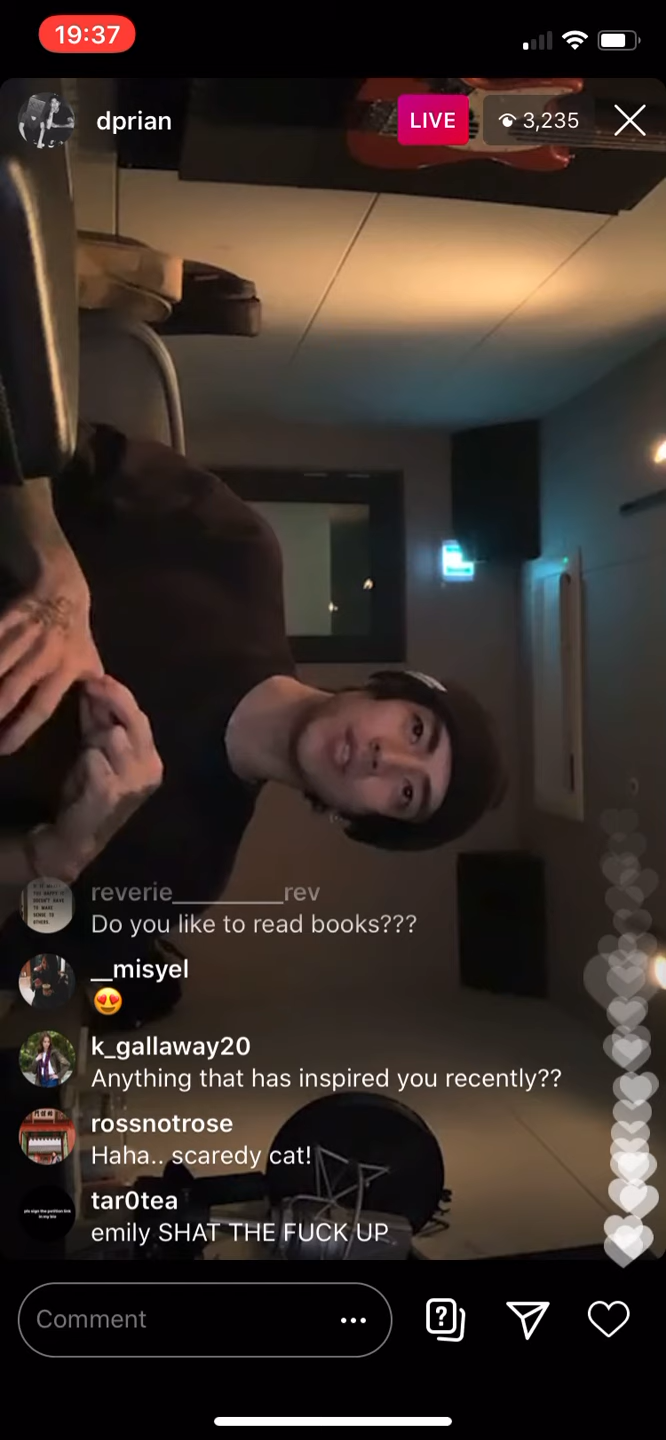 19:37
dprian
LIVE
3,235
reverie_________rev
Do you like to read books???
__misyel
😍
k_gallaway20
Anything that has inspired you recently??
rossnotrose
Haha.. scaredy cat!
tar0tea
emily SHAT THE FUCK UP
Comment